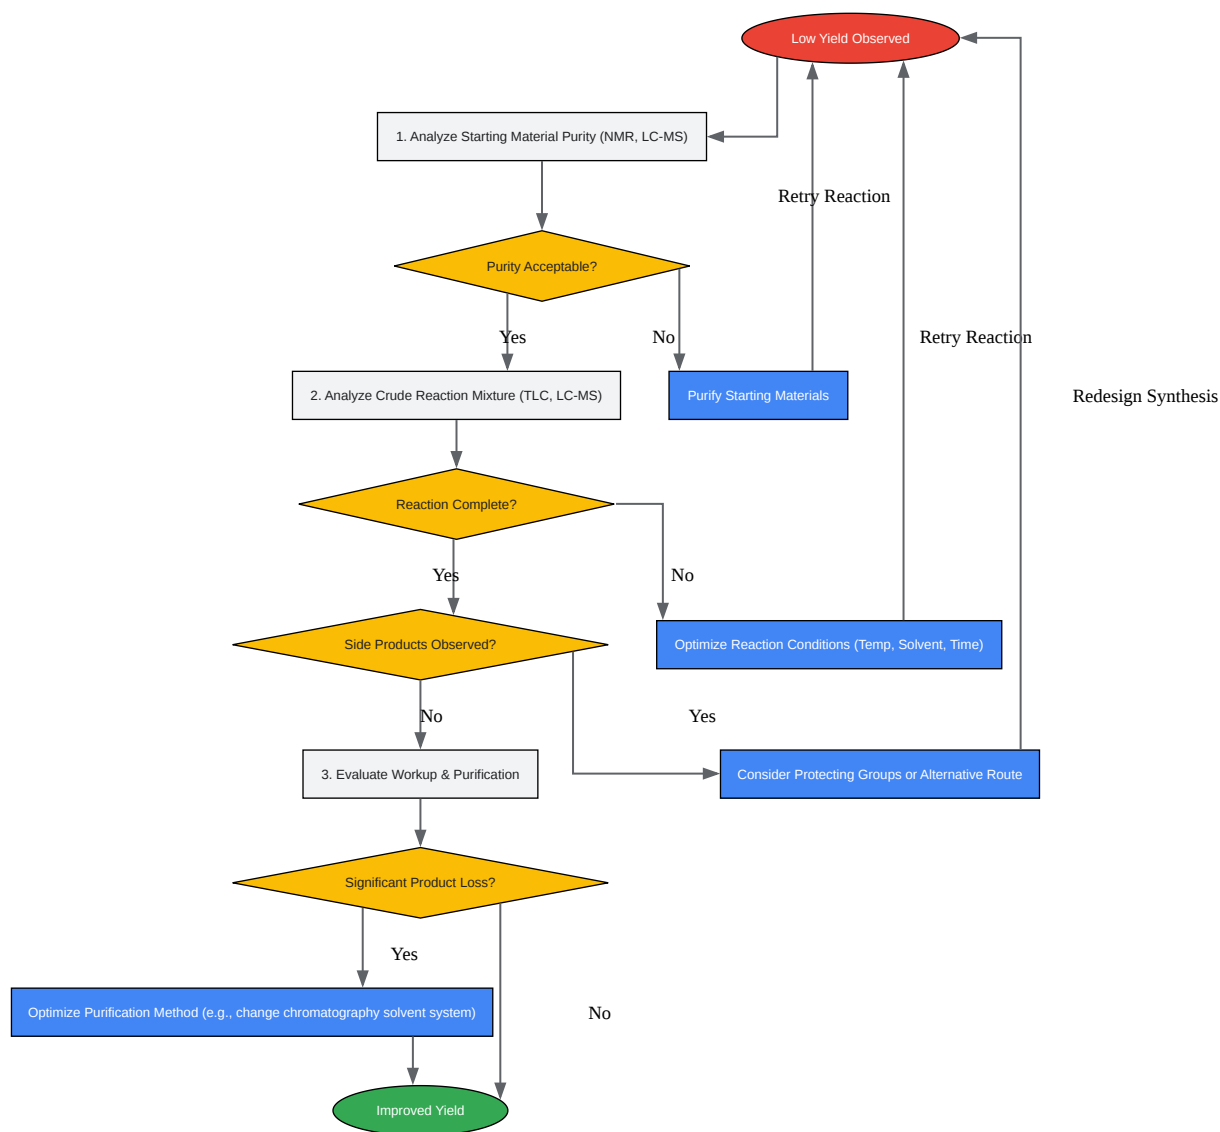 Low Yield Observed
1. Analyze Starting Material Purity (NMR, LC-MS)
Retry Reaction
Purity Acceptable?
Yes
No
Retry Reaction
2. Analyze Crude Reaction Mixture (TLC, LC-MS)
Purify Starting Materials
Redesign Synthesis
Reaction Complete?
Yes
No
Side Products Observed?
Optimize Reaction Conditions (Temp, Solvent, Time)
No
Yes
3. Evaluate Workup & Purification
Consider Protecting Groups or Alternative Route
Significant Product Loss?
Yes
Optimize Purification Method (e.g., change chromatography solvent system)
No
Improved Yield